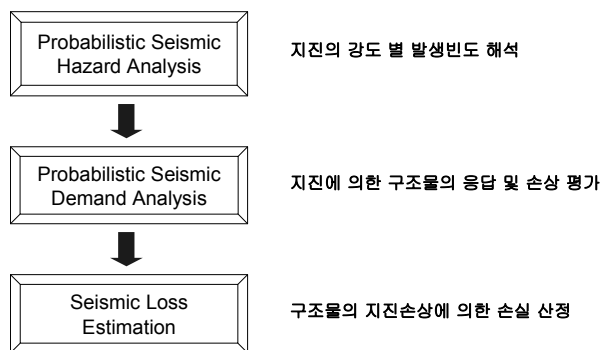 Probabilistic Seismic
Hazard Analysis
지진의 강도 별 발생빈도 해석
Probabilistic Seismic
Demand Analysis
지진에 의한 구조물의 응답 및 손상 평가
Seismic Loss
Estimation
구조물의 지진손상에 의한 손실 산정